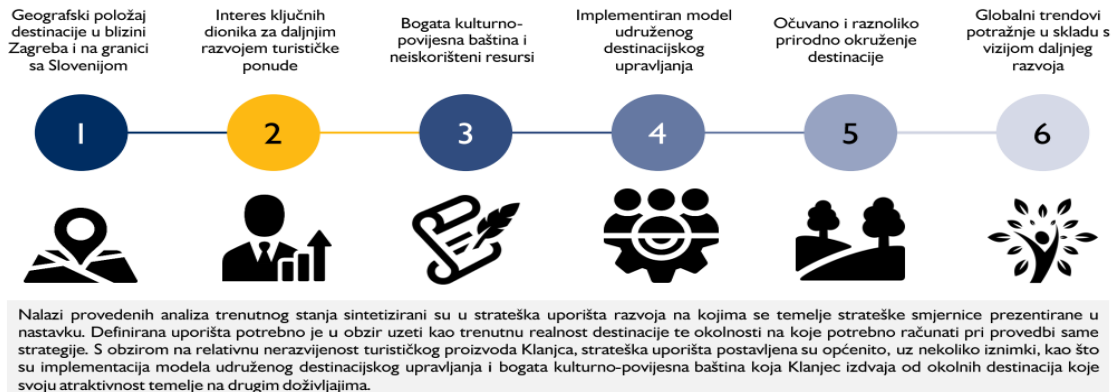 Geografski položaj
destinacije u blizini
Zagreba i na granici
sa Slovenijom
Interes ključnih
dionika za daljnjim
razvojem turističke
ponude
Bogata kulturno-
povijesna baština i
neiskorišteni resursi
Implementiran model
udruženog
destinacijskog
upravljanja
Očuvano i raznoliko
prirodno okruženje
destinacije
Globalni trendovi
potražnje u skladu s
vizijom daljnjeg
razvoja
1
2
3
4
5
6
Nalazi provedenih analiza trenutnog stanja sintetizirani su u strateška uporišta razvoja na kojima se temelje strateške smjernice prezentirane u
nastavku. Definirana uporišta potrebno je u obzir uzeti kao trenutnu realnost destinacije te okolnosti na koje potrebno računati pri provedbi same
strategije. S obzirom na relativnu nerazvijenost turističkog proizvoda Klanjca, strateška uporišta postavljena su općenito, uz nekoliko iznimki, kao što
su implementacija modela udruženog destinacijskog upravljanja i bogata kulturno-povijesna baština koja Klanjec izdvaja od okolnih destinacija koje
svoju atraktivnost temelje na drugim doživljajima.